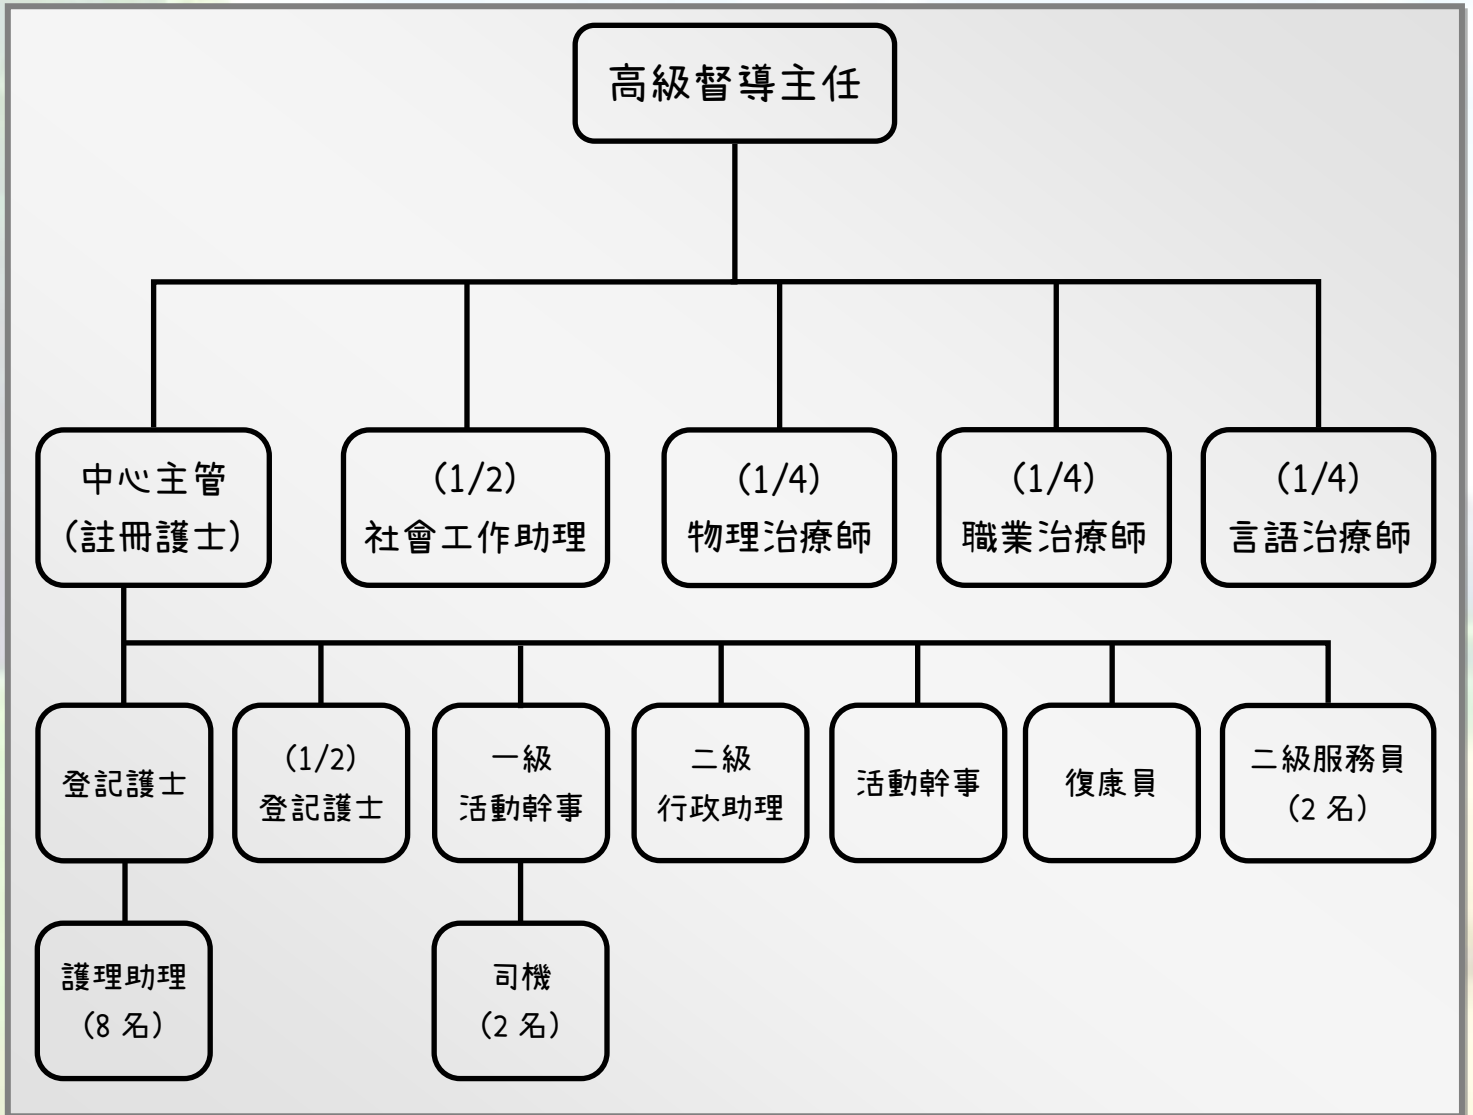 高級督導主任
中心主管
(註冊護士)
(1/2)
社會工作助理
(1/4)
物理治療師
(1/4)
職業治療師
(1/4)
言語治療師
登記護士
(1/2)
登記護士
一級
活動幹事
二級
行政助理
活動幹事
復康員
二級服務員
(2 名)
護理助理
(8 名)
司機
(2 名)